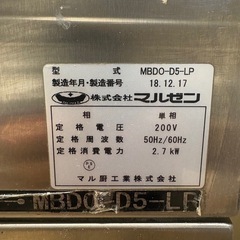 型式 MBDO-D5-LP
製造年月・製造番号 18.12.17
株式会社マルゼン
相 単相
定格電圧 200V
定格周波数 50Hz/60Hz
定格消費電力 2.7kW
マル厨工業株式会社
MBDO-D5-LP